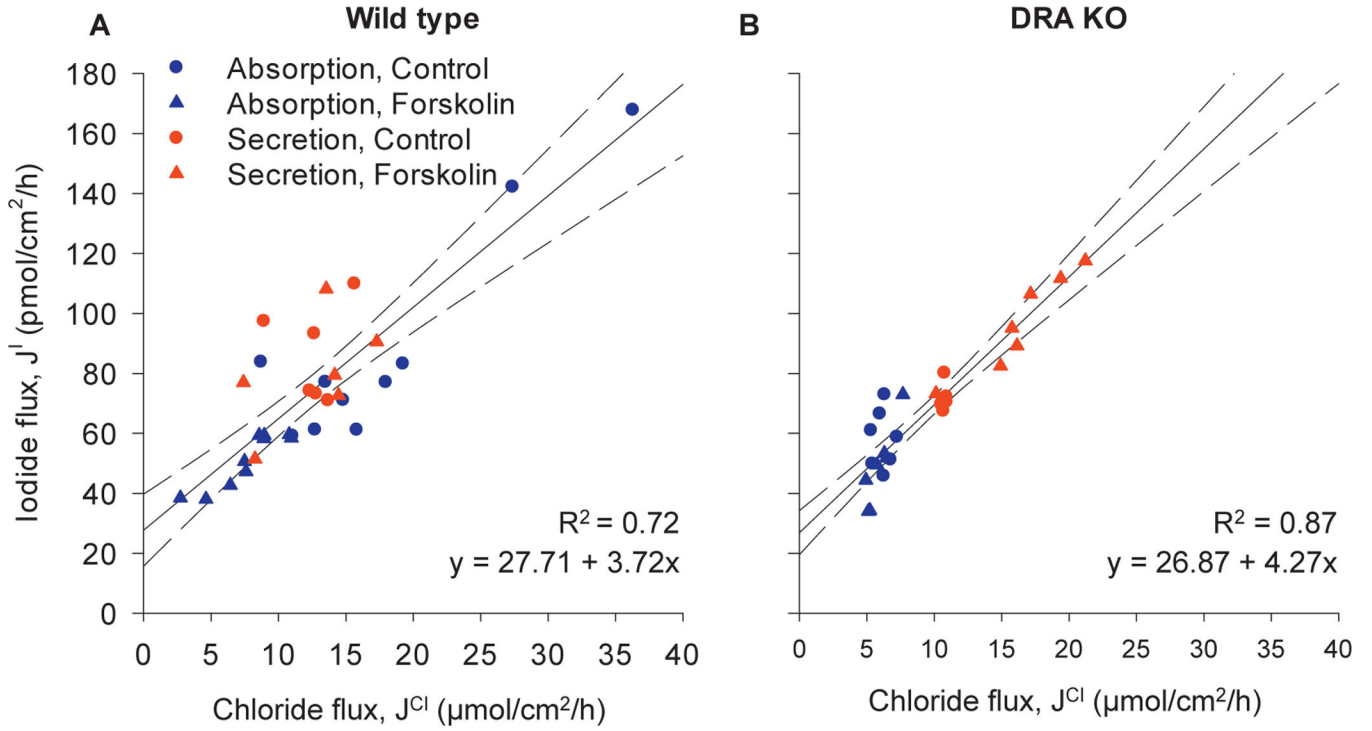 A
Wild type
Absorption, Control
Absorption, Forskolin
Secretion, Control
Secretion, Forskolin
Iodide flux, Jᴵ (pmol/cm²/h)
180
160
140
120
100
80
60
40
20
0
R² = 0.72
y = 27.71 + 3.72x
0 5 10 15 20 25 30 35 40
Chloride flux, Jᶜˡ (µmol/cm²/h)
B
DRA KO
R² = 0.87
y = 26.87 + 4.27x
0 5 10 15 20 25 30 35 40
Chloride flux, Jᶜˡ (µmol/cm²/h)